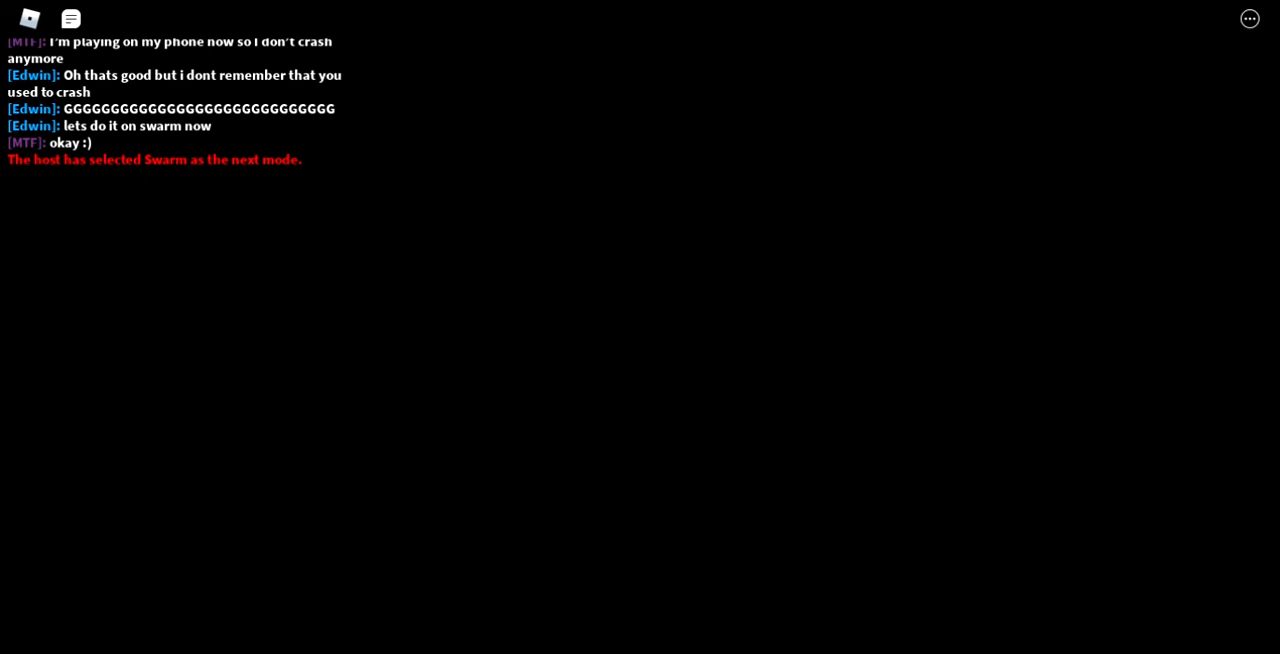 [MTF]: I'm playing on my phone now so I don't crash
anymore
[Edwin]: Oh thats good but i dont remember that you
used to crash
[Edwin]: GGGGGGGGGGGGGGGGGGGGGGGGGGGGG
[Edwin]: lets do it on swarm now
[MTF]: okay :)
The host has selected Swarm as the next mode.